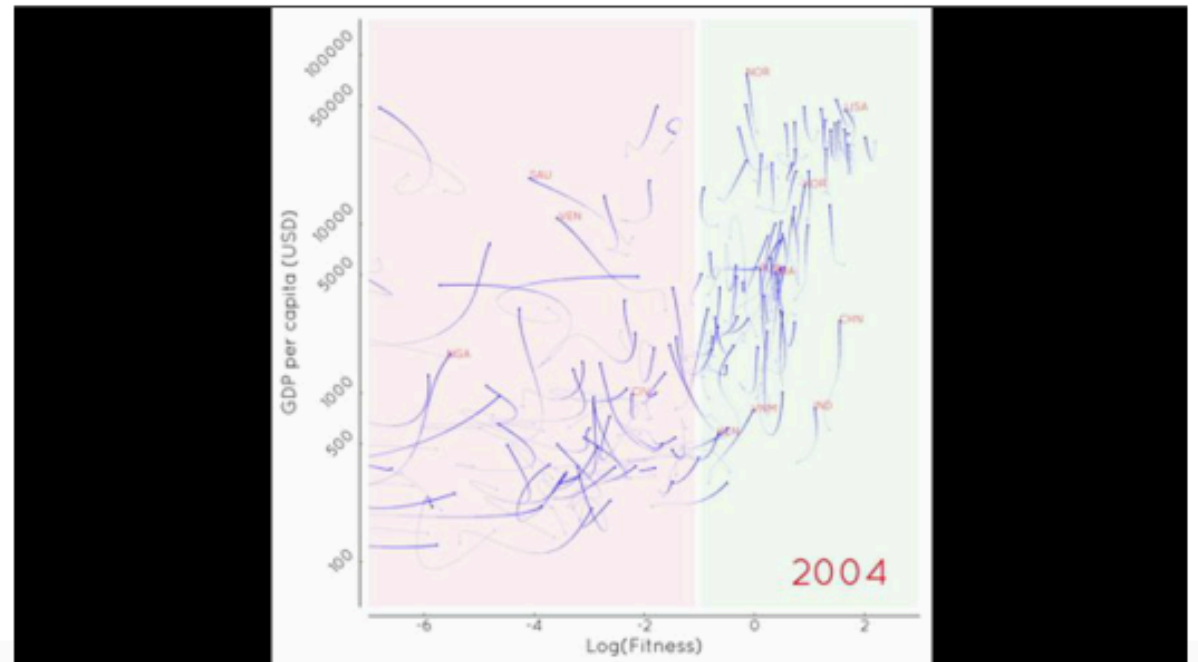 GDP per capita (USD)
100000
50000
10000
5000
1000
500
100
NOR
USA
SAU
KOR
VEN
CHN
NGA
VNM
IND
KEN
2004
-6
-4
-2
0
2
Log(Fitness)